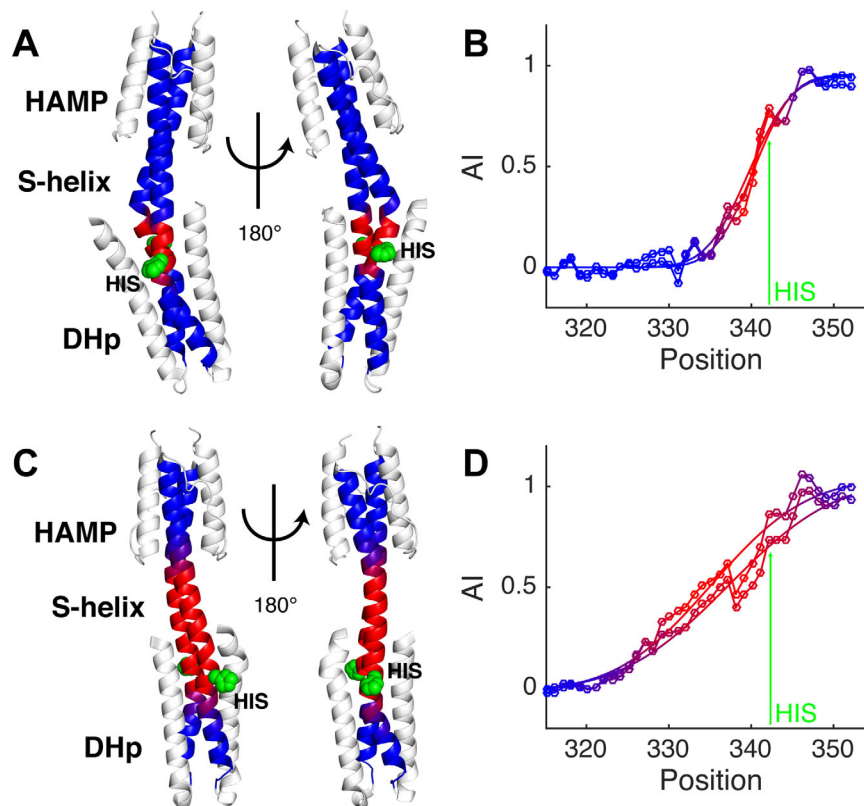 A
HAMP
S-helix
180°
HIS
HIS
DHp
B
1
0.5
0
AI
HIS
320 330 340 350
Position
C
HAMP
S-helix
180°
HIS
HIS
DHp
D
1
0.5
0
AI
HIS
320 330 340 350
Position